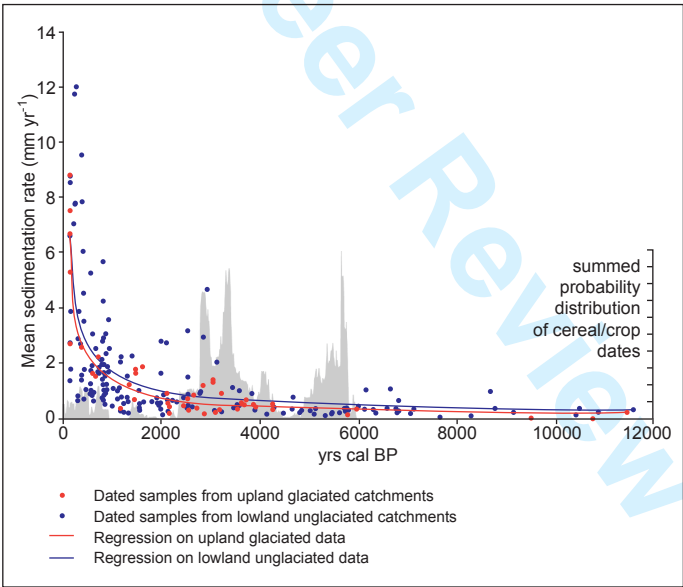 eer Review
14
12
10
8
6
4
2
0
Mean sedimentation rate (mm yr⁻¹)
summed
probability
distribution
of cereal/crop
dates
0 2000 4000 6000 8000 10000 12000
yrs cal BP
Dated samples from upland glaciated catchments
Dated samples from lowland unglaciated catchments
Regression on upland glaciated data
Regression on lowland unglaciated data